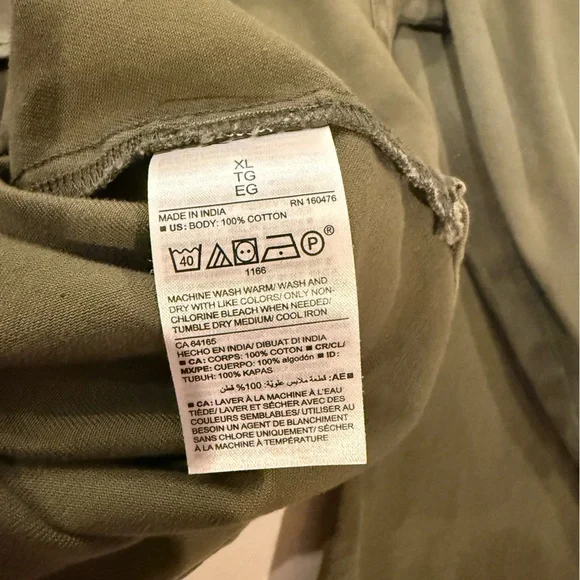 XL
TG
EG
MADE IN INDIA RN 160476
■ US: BODY: 100% COTTON
40 P®
1166
MACHINE WASH WARM/ WASH AND
DRY WITH LIKE COLORS/ ONLY NON-
CHLORINE BLEACH WHEN NEEDED/
TUMBLE DRY MEDIUM/ COOL IRON
CA 64165
HECHO EN INDIA/ DIBUAT DI INDIA
■ CA: CORPS: 100% COTON ■ CR/CL/
MX/PE: CUERPO: 100% algodón ■ ID:
TUBUH: 100% KAPAS
■ AE: قطعة ملابس علوية: 100% قطن
■ CA: LAVER À LA MACHINE À L'EAU
TIÈDE/ LAVER ET SÉCHER AVEC DES
COULEURS SEMBLABLES/ UTILISER AU
BESOIN UN AGENT DE BLANCHIMENT
SANS CHLORE UNIQUEMENT/ SÉCHER
À LA MACHINE À TEMPÉRATURE